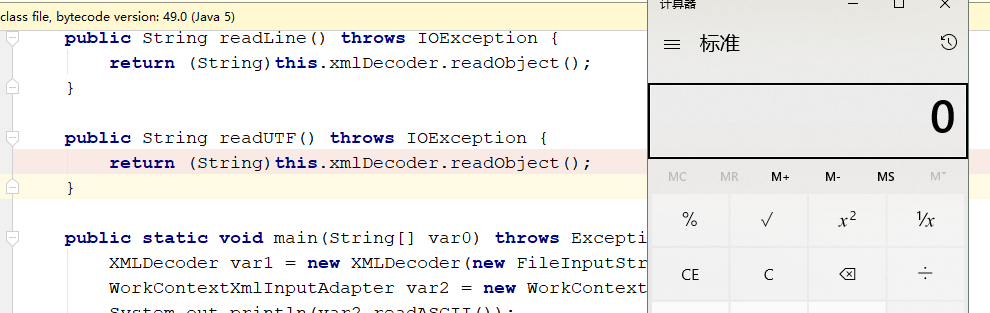 class file, bytecode version: 49.0 (Java 5)
public String readLine() throws IOException {
return (String)this.xmlDecoder.readObject();
}
public String readUTF() throws IOException {
return (String)this.xmlDecoder.readObject();
}
public static void main(String[] var0) throws Excepti
XMLDecoder var1 = new XMLDecoder(new FileInputStr
WorkContextXmlInputAdapter var2 = new WorkContext
System.out.println(var2.readASCII());
计算器
标准
0
MC MR M+ M- MS M˅
% √ x² ¹/x
CE C ⌫ ÷